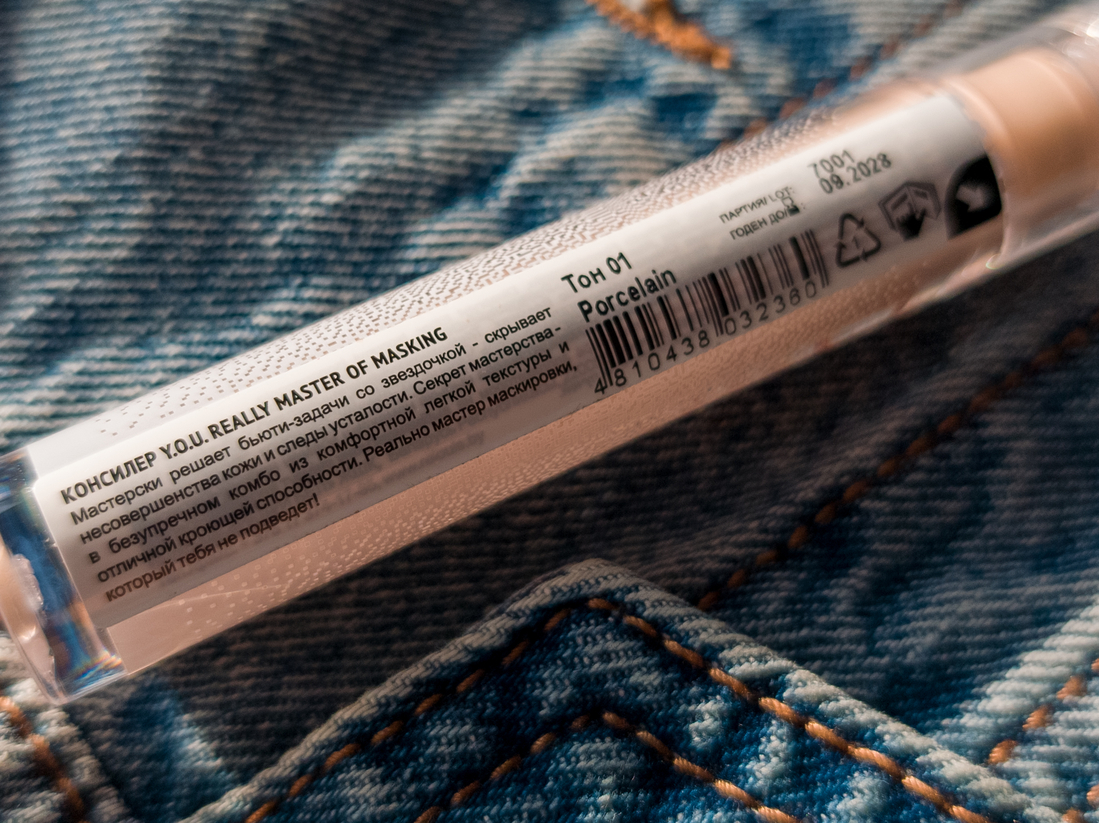 КОНСИЛЕР Y.O.U. REALLY MASTER OF MASKING
Мастерски решает бьюти-задачи со звездочкой - скрывает
несовершенства кожи и следы усталости. Секрет мастерства-
в безупречном комбо из комфортной легкой текстуры и
отличной кроющей способности. Реально мастер маскировки,
который тебя не подведет!
Тон 01
Porcelain
4 810438 032360
ПАРТИЯ/ LOT: 7001
ГОДЕН ДО/ : 09.2028